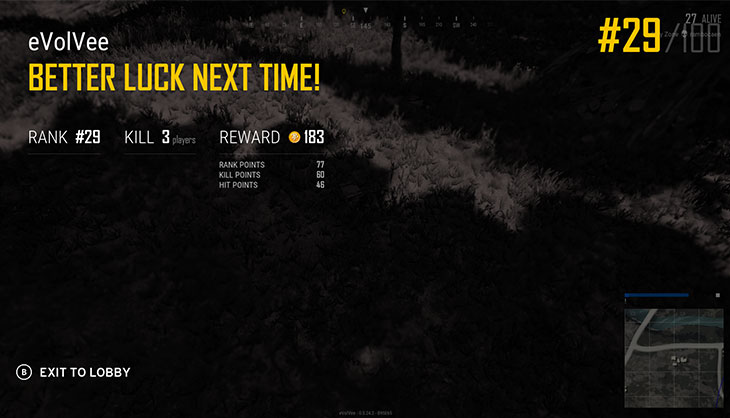 27 ALIVE
eVolVee
#29/100
BETTER LUCK NEXT TIME!
RANK #29 KILL 3 players REWARD 183
RANK POINTS 77
KILL POINTS 60
HIT POINTS 46
B EXIT TO LOBBY